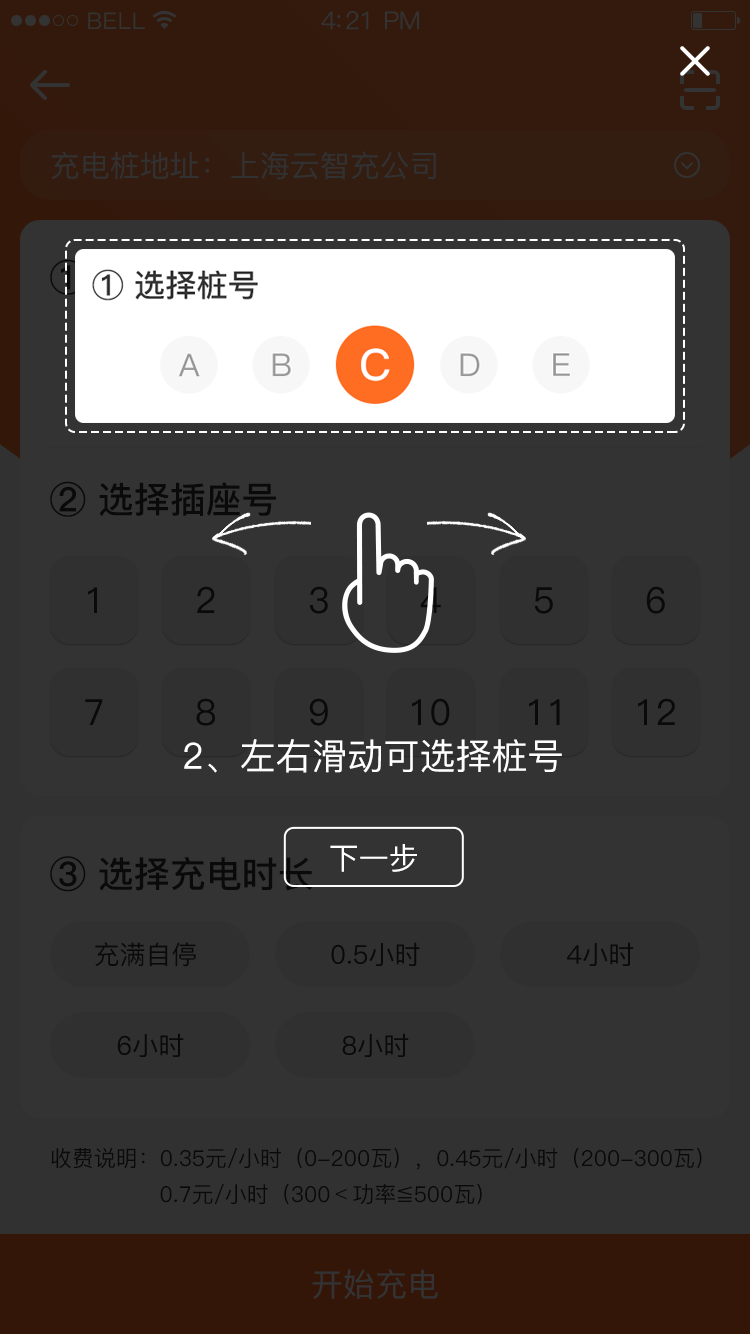 BELL 4:21 PM
充电桩地址：上海云智充公司
① 选择桩号
A B C D E
② 选择插座号
1 2 3 4 5 6
7 8 9 10 11 12
2、左右滑动可选择桩号
下一步
③ 选择充电时长
充满自停 0.5小时 4小时
6小时 8小时
收费说明：0.35元/小时（0-200瓦），0.45元/小时（200-300瓦）
0.7元/小时（300＜功率≦500瓦）
开始充电